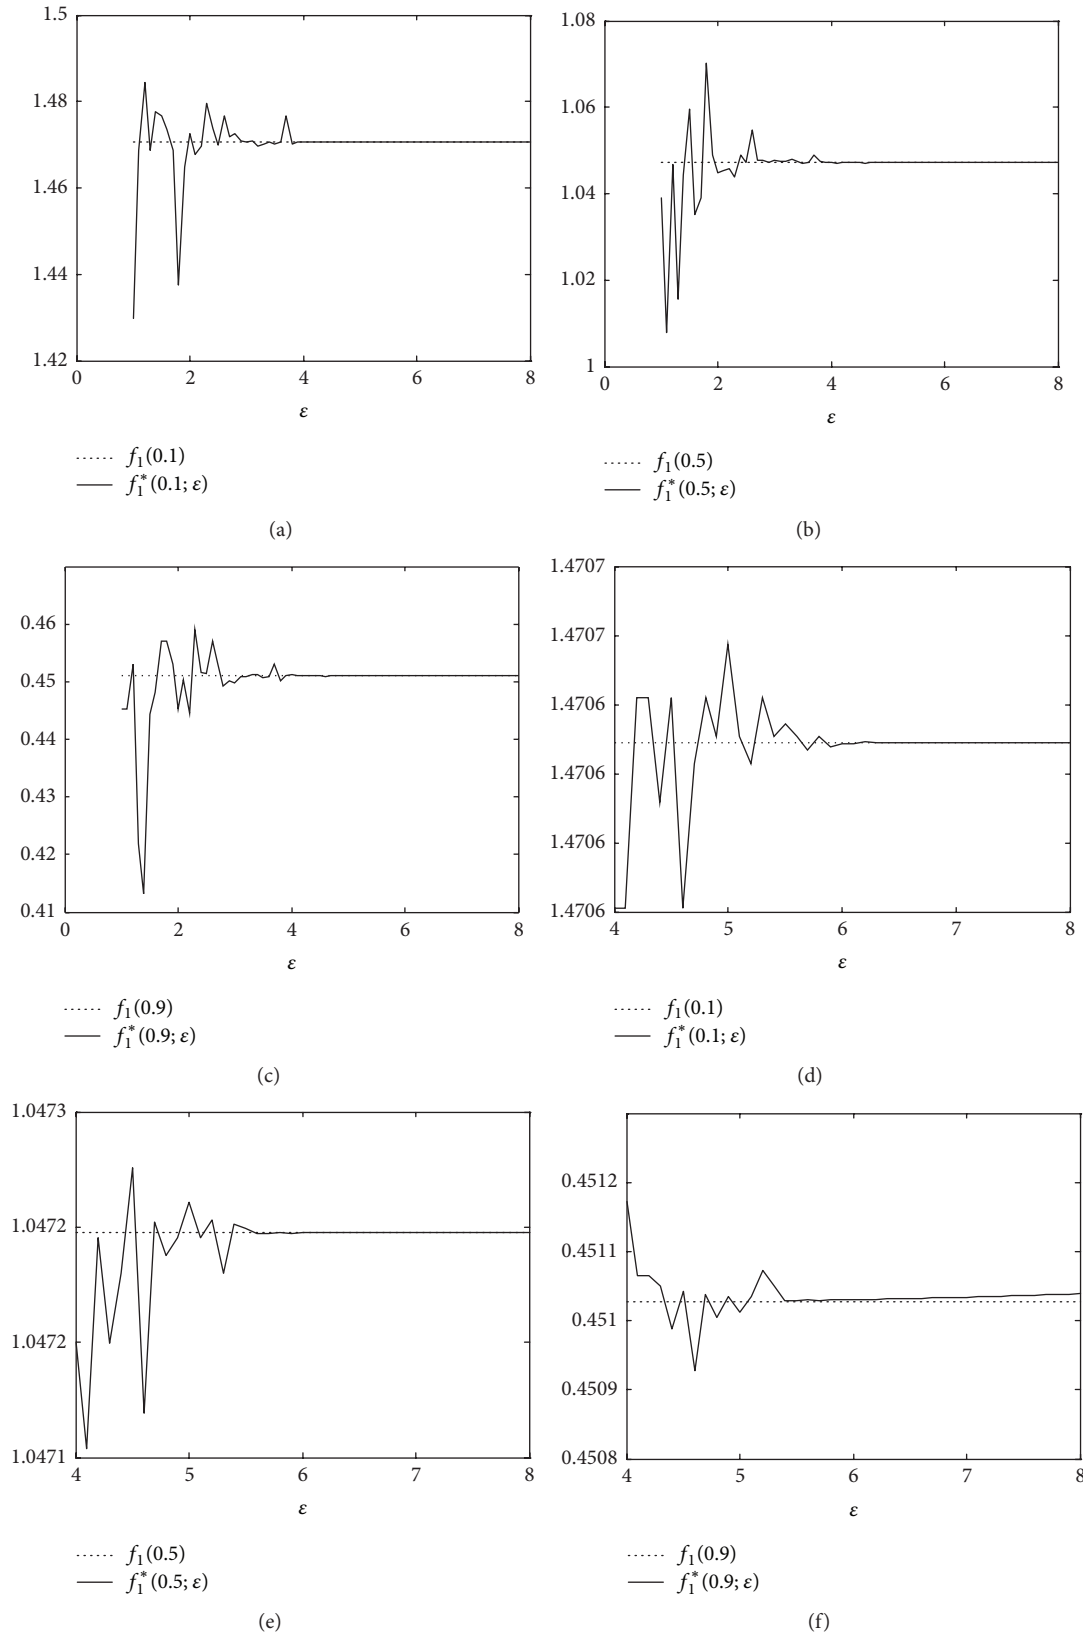 1.5
1.48
1.46
1.44
1.42
0 2 4 6 8
ε
f₁(0.1)
f₁*(0.1; ε)
(a)
1.08
1.06
1.04
1.02
1
0 2 4 6 8
ε
f₁(0.5)
f₁*(0.5; ε)
(b)
0.46
0.45
0.44
0.43
0.42
0.41
0 2 4 6 8
ε
f₁(0.9)
f₁*(0.9; ε)
(c)
1.4707
1.4707
1.4706
1.4706
1.4706
1.4706
4 5 6 7 8
ε
f₁(0.1)
f₁*(0.1; ε)
(d)
1.0473
1.0472
1.0472
1.0471
4 5 6 7 8
ε
f₁(0.5)
f₁*(0.5; ε)
(e)
0.4512
0.4511
0.451
0.4509
0.4508
4 5 6 7 8
ε
f₁(0.9)
f₁*(0.9; ε)
(f)